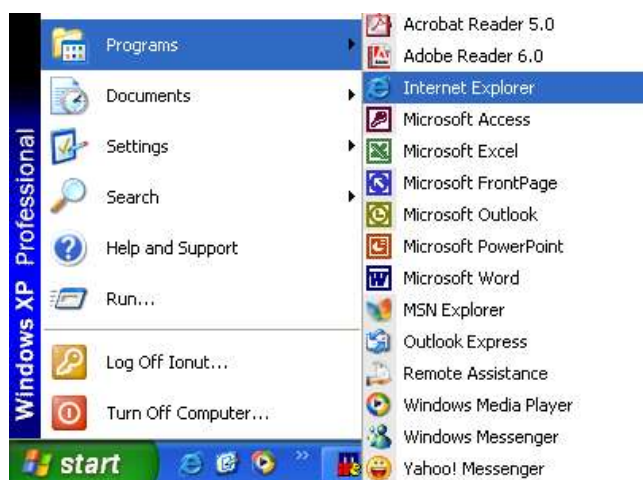 Programs
Documents
Settings
Search
Help and Support
Run...
Log Off Ionut...
Turn Off Computer...
Windows XP Professional
start
»
Acrobat Reader 5.0
Adobe Reader 6.0
Internet Explorer
Microsoft Access
Microsoft Excel
Microsoft FrontPage
Microsoft Outlook
Microsoft PowerPoint
Microsoft Word
MSN Explorer
Outlook Express
Remote Assistance
Windows Media Player
Windows Messenger
Yahoo! Messenger